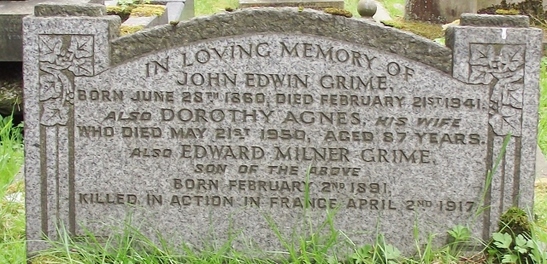 IN LOVING MEMORY OF
JOHN EDWIN GRIME,
BORN JUNE 28TH 1860, DIED FEBRUARY 21ST 1941.
ALSO DOROTHY AGNES, HIS WIFE
WHO DIED MAY 21ST 1950, AGED 87 YEARS.
ALSO EDWARD MILNER GRIME,
SON OF THE ABOVE
BORN FEBRUARY 2ND 1891,
KILLED IN ACTION IN FRANCE APRIL 2ND 1917